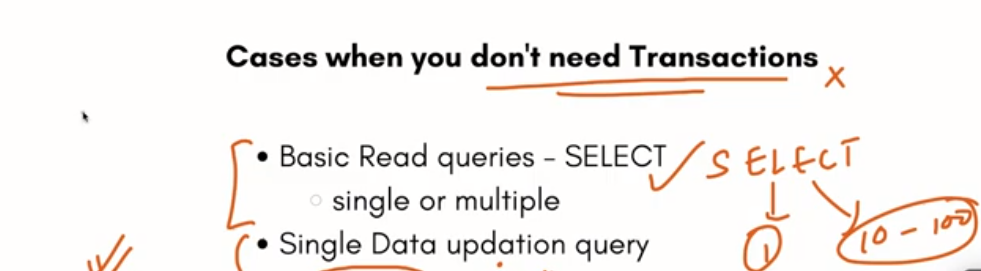 Cases when you don't need Transactions x
• Basic Read queries - SELECT SELECT
○ single or multiple
• Single Data updation query 1 10 - 100